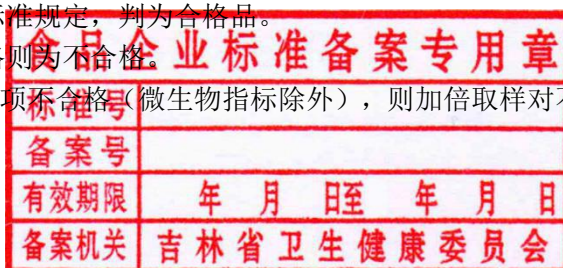 标准规定，判为合格品。
食品企业标准备案专用章
则为不合格。
标准号
项不合格（微生物指标除外），则加倍取样对不
备案号
有效期限 年 月 日至 年 月 日
备案机关 吉林省卫生健康委员会